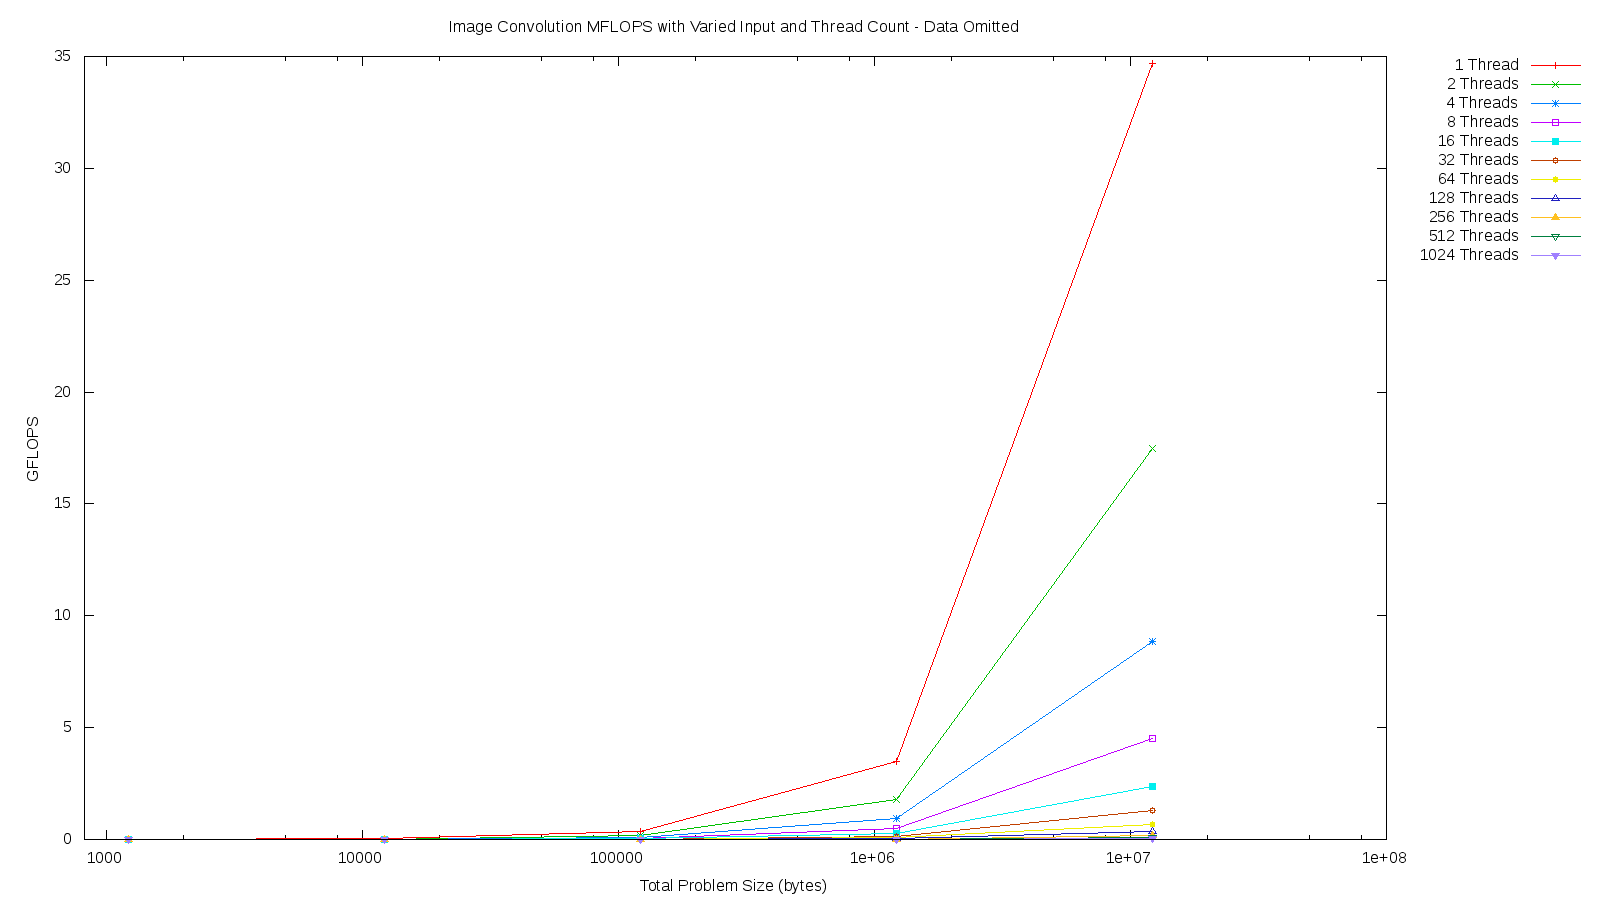 Image Convolution MFLOPS with Varied Input and Thread Count - Data Omitted
35
30
25
20
15
10
5
0
GFLOPS
1000 10000 100000 1e+06 1e+07 1e+08
Total Problem Size (bytes)
1 Thread
2 Threads
4 Threads
8 Threads
16 Threads
32 Threads
64 Threads
128 Threads
256 Threads
512 Threads
1024 Threads